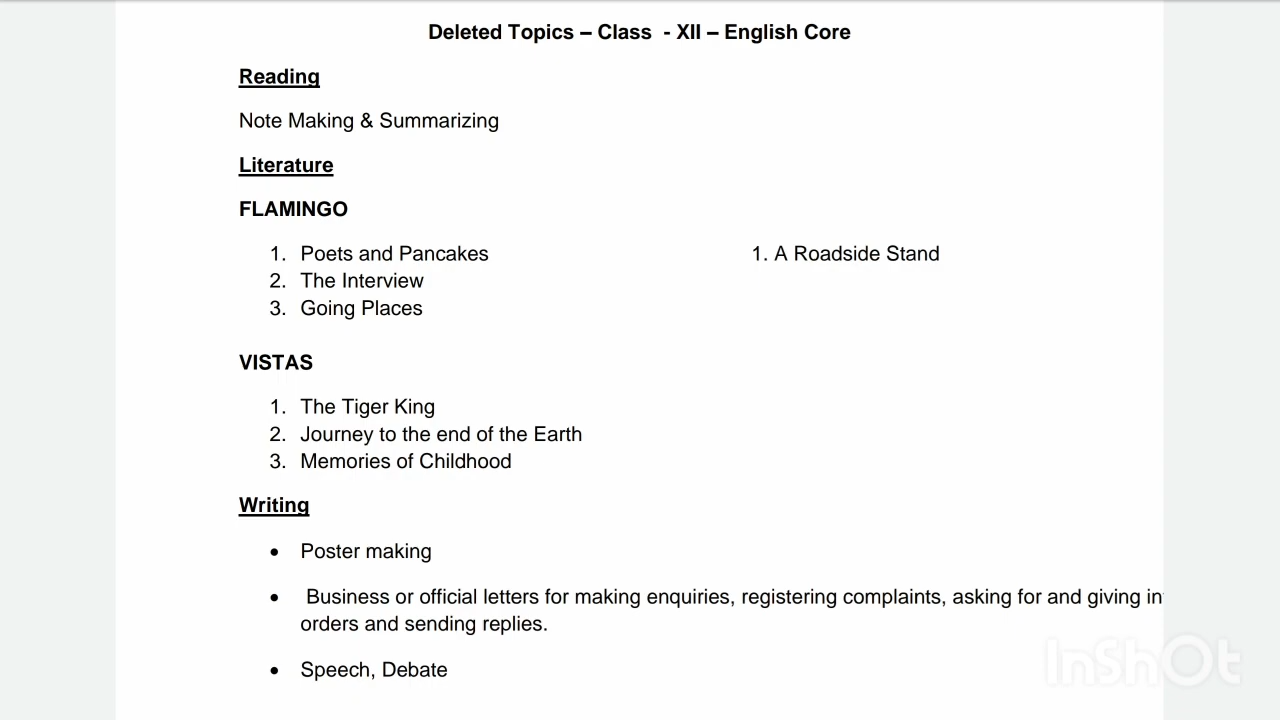 Deleted Topics – Class - XII – English Core
Reading
Note Making & Summarizing
Literature
FLAMINGO
1. Poets and Pancakes
2. The Interview
3. Going Places
1. A Roadside Stand
VISTAS
1. The Tiger King
2. Journey to the end of the Earth
3. Memories of Childhood
Writing
• Poster making
• Business or official letters for making enquiries, registering complaints, asking for and giving
orders and sending replies.
• Speech, Debate
InShOt